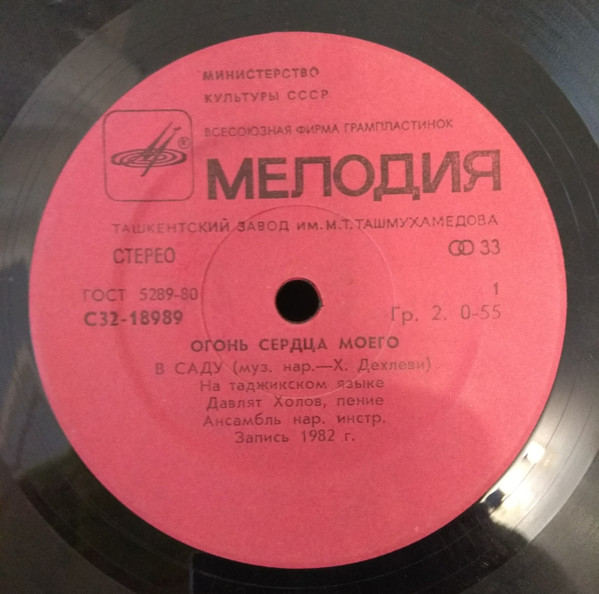 МИНИСТЕРСТВО
КУЛЬТУРЫ СССР
ВСЕСОЮЗНАЯ ФИРМА ГРАМПЛАСТИНОК
®
МЕЛОДИЯ
ТАШКЕНТСКИЙ ЗАВОД ИМ. М.Т. ТАШМУХАМЕДОВА
СТЕРЕО 33
ГОСТ 5289-80 1
С32-18989 Гр. 2. 0-55
ОГОНЬ СЕРДЦА МОЕГО
В САДУ (муз. нар.—Х. Дехлеви)
На таджикском языке
Давлят Холов, пение
Ансамбль нар. инстр.
Запись 1982 г.